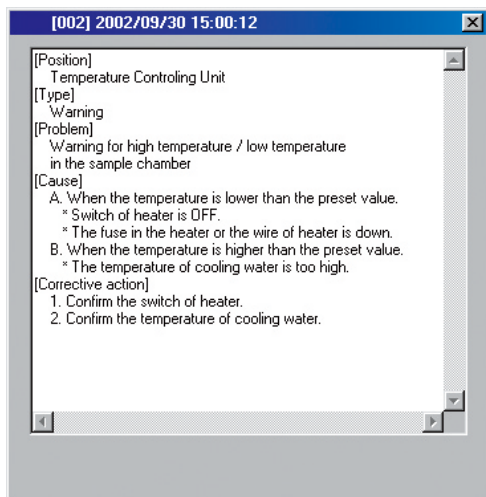 [002] 2002/09/30 15:00:12
[Position]
Temperature Controling Unit
[Type]
Warning
[Problem]
Warning for high temperature / low temperature
in the sample chamber
[Cause]
A. When the temperature is lower than the preset value.
* Switch of heater is OFF.
* The fuse in the heater or the wire of heater is down.
B. When the temperature is higher than the preset value.
* The temperature of cooling water is too high.
[Corrective action]
1. Confirm the switch of heater.
2. Confirm the temperature of cooling water.